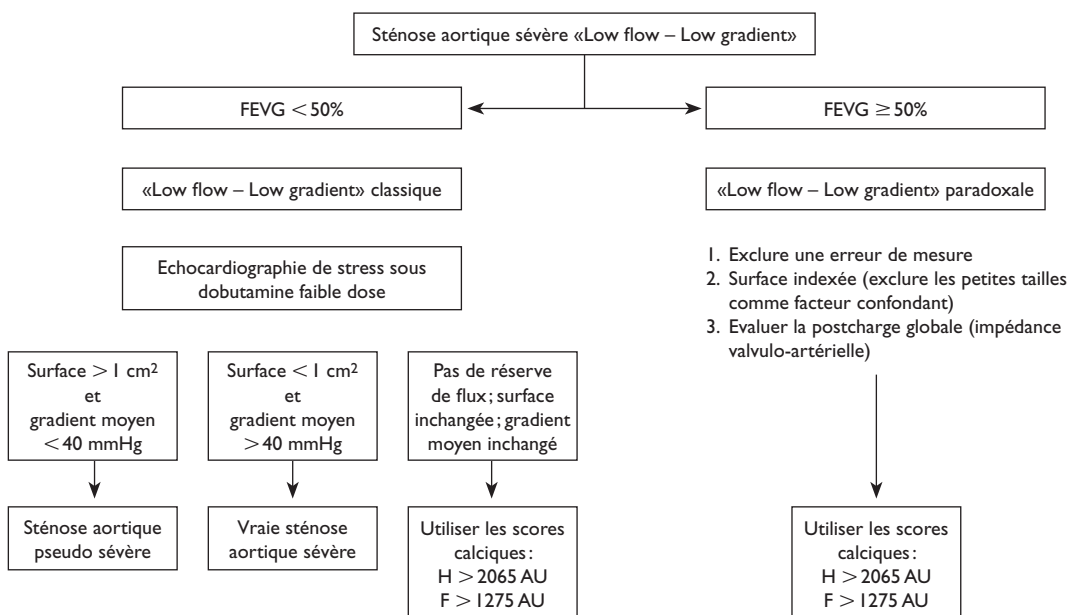 Sténose aortique sévère «Low flow – Low gradient»
FEVG < 50%
FEVG ≥ 50%
«Low flow – Low gradient» classique
«Low flow – Low gradient» paradoxale
Echocardiographie de stress sous
dobutamine faible dose
1. Exclure une erreur de mesure
2. Surface indexée (exclure les petites tailles
comme facteur confondant)
3. Evaluer la postcharge globale (impédance
valvulo-artérielle)
Surface > 1 cm²
et
gradient moyen
< 40 mmHg
Surface < 1 cm²
et
gradient moyen
> 40 mmHg
Pas de réserve
de flux ; surface
inchangée ; gradient
moyen inchangé
Sténose aortique
pseudo sévère
Vraie sténose
aortique sévère
Utiliser les scores
calciques :
H > 2065 AU
F > 1275 AU
Utiliser les scores
calciques :
H > 2065 AU
F > 1275 AU